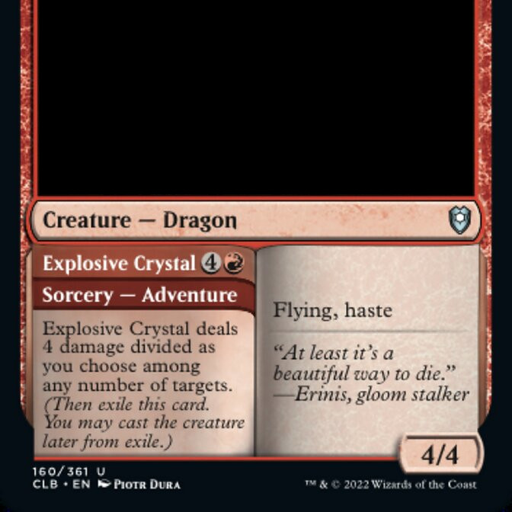 Creature — Dragon
Explosive Crystal 4
Sorcery — Adventure
Explosive Crystal deals
4 damage divided as
you choose among
any number of targets.
(Then exile this card.
You may cast the creature
later from exile.)
Flying, haste
“At least it’s a
beautiful way to die.”
—Erinis, gloom stalker
4/4
160/361 U
CLB • EN Piotr Dura
™ & © 2022 Wizards of the Coast